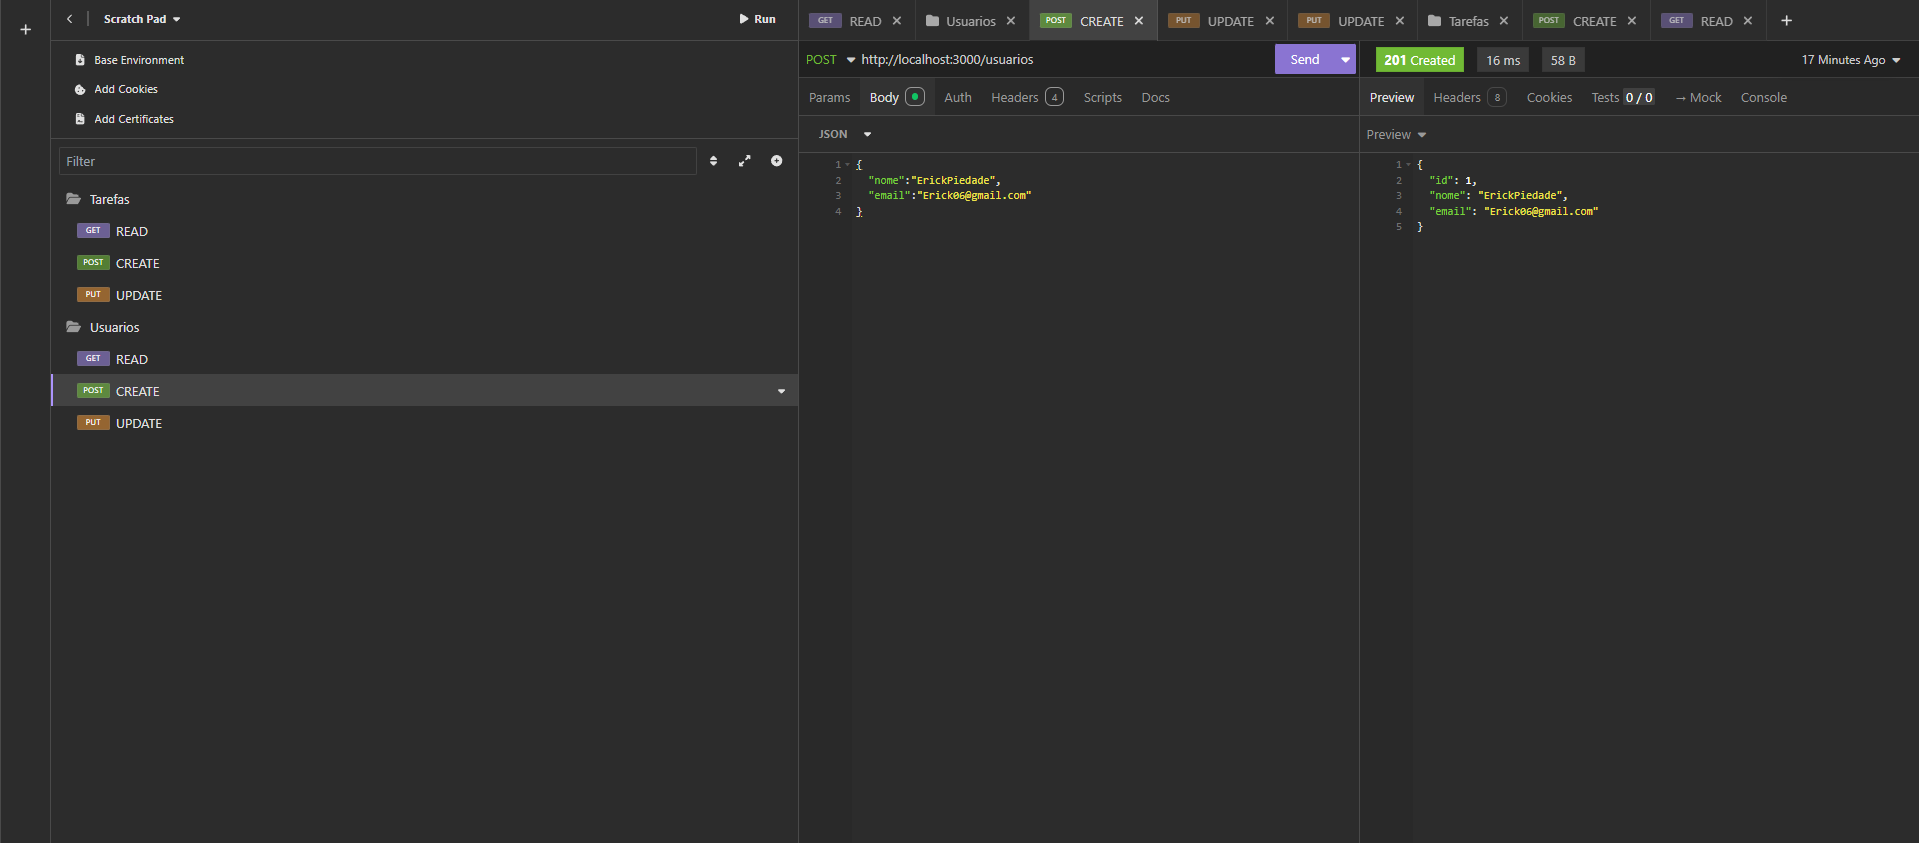 Scratch Pad
Run
Base Environment
Add Cookies
Add Certificates
Filter
Tarefas
GET READ
POST CREATE
PUT UPDATE
Usuarios
GET READ
POST CREATE
PUT UPDATE
GET READ
Usuarios
POST CREATE
PUT UPDATE
PUT UPDATE
Tarefas
POST CREATE
GET READ
POST http://localhost:3000/usuarios
Send
Params Body Auth Headers 4 Scripts Docs
JSON
1 {
2 "nome":"ErickPiedade",
3 "email":"Erick06@gmail.com"
4 }
201 Created 16 ms 58 B 17 Minutes Ago
Preview Headers 8 Cookies Tests 0 / 0 → Mock Console
Preview
1 {
2 "id": 1,
3 "nome": "ErickPiedade",
4 "email": "Erick06@gmail.com"
5 }